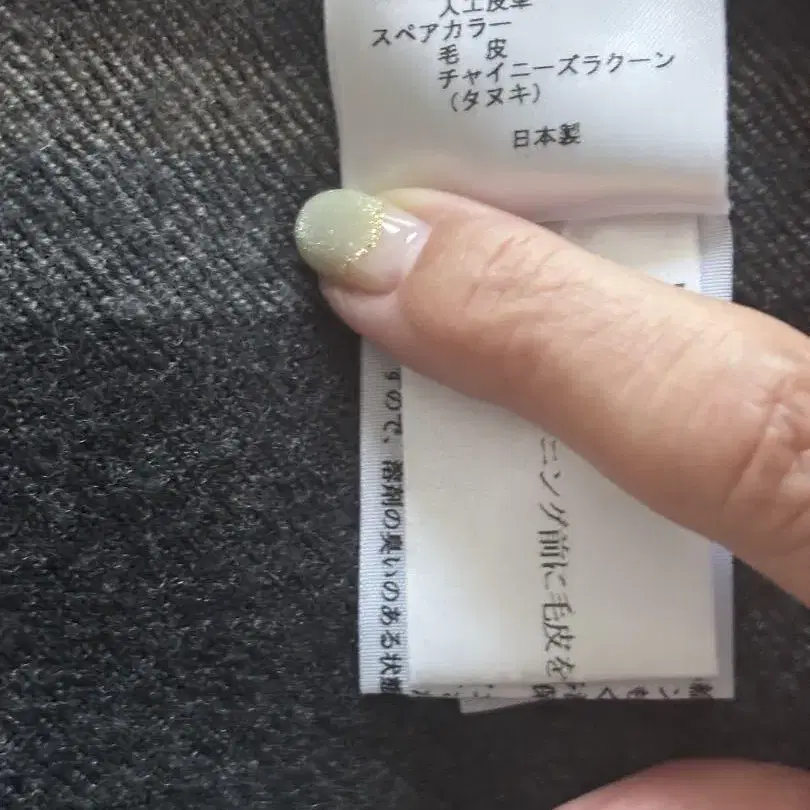 人工皮革
スペアカラー
毛 皮
チャイニーズラクーン
(タヌキ)
日本製
すので、溶剤の臭いのある状態
ニング前に毛皮を